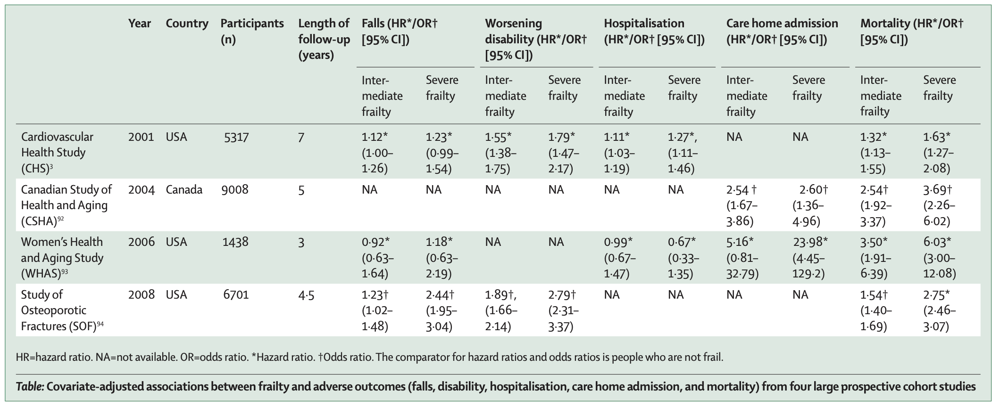 Year Country Participants (n) Length of follow-up (years) Falls (HR*/OR† [95% CI]) Worsening disability (HR*/OR† [95% CI]) Hospitalisation (HR*/OR† [95% CI]) Care home admission (HR*/OR† [95% CI]) Mortality (HR*/OR† [95% CI])
Inter- Severe Inter- Severe Inter- Severe Inter- Severe Inter- Severe
mediate frailty mediate frailty mediate frailty mediate frailty mediate frailty
frailty frailty frailty frailty frailty
Cardiovascular 2001 USA 5317 7 1·12* 1·23* 1·55* 1·79* 1·11* 1·27*, NA NA 1·32* 1·63*
Health Study (1·00– (0·99– (1·38– (1·47– (1·03– (1·11– (1·13– (1·27–
(CHS)3 1·26) 1·54) 1·75) 2·17) 1·19) 1·46) 1·55) 2·08)
Canadian Study of 2004 Canada 9008 5 NA NA NA NA NA NA 2·54 † 2·60† 2·54† 3·69†
Health and Aging (1·67– (1·36– (1·92– (2·26–
(CSHA)92 3·86) 4·96) 3·37) 6·02)
Women's Health 2006 USA 1438 3 0·92* 1·18* NA NA 0·99* 0·67* 5·16* 23·98* 3·50* 6·03*
and Aging Study (0·63– (0·63– (0·67– (0·33– (0·81– (4·45– (1·91– (3·00–
(WHAS)93 1·64) 2·19) 1·47) 1·35) 32·79) 129·2) 6·39) 12·08)
Study of 2008 USA 6701 4·5 1·23† 2·44† 1·89†, 2·79† NA NA NA NA 1·54† 2·75*
Osteoporotic (1·02– (1·95– (1·66– (2·31– (1·40– (2·46–
Fractures (SOF)94 1·48) 3·04) 2·14) 3·37) 1·69) 3·07)
HR=hazard ratio. NA=not available. OR=odds ratio. *Hazard ratio. †Odds ratio. The comparator for hazard ratios and odds ratios is people who are not frail.
Table: Covariate-adjusted associations between frailty and adverse outcomes (falls, disability, hospitalisation, care home admission, and mortality) from four large prospective cohort studies